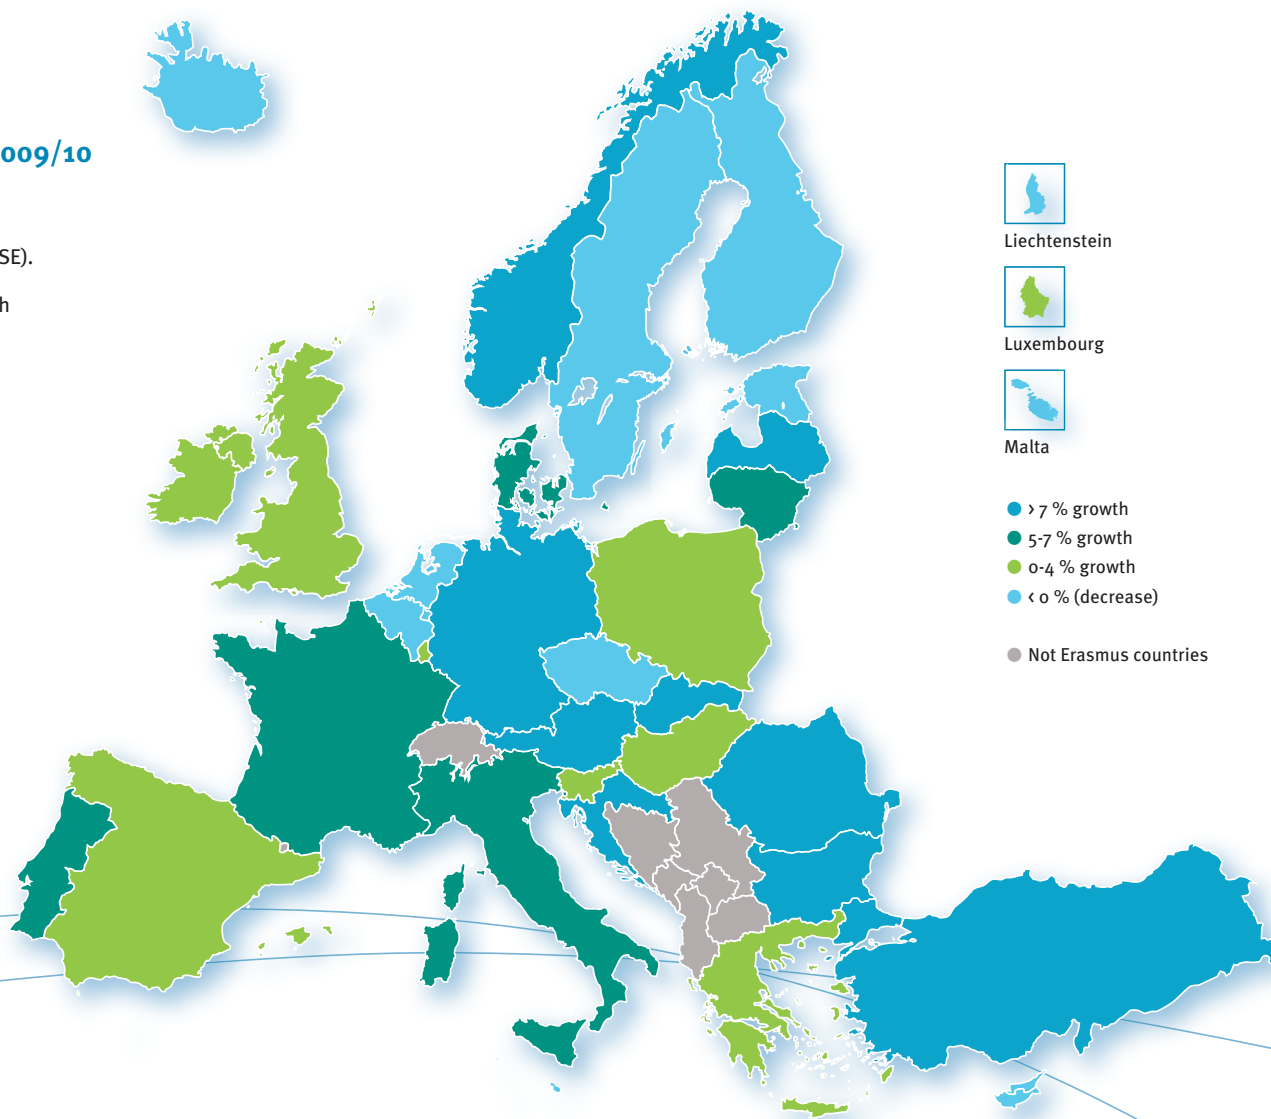 009/10
SE).
h
Liechtenstein
Luxembourg
Malta
> 7 % growth
5-7 % growth
0-4 % growth
< 0 % (decrease)
Not Erasmus countries